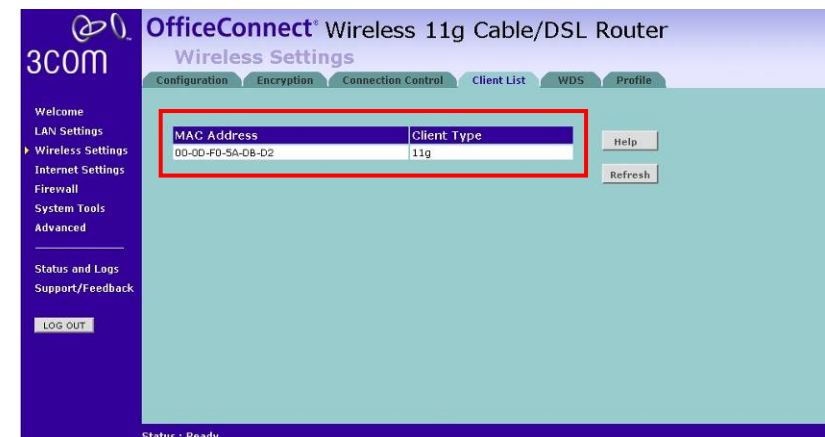 3COM
OfficeConnect® Wireless 11g Cable/DSL Router
Wireless Settings
Configuration Encryption Connection Control Client List WDS Profile
Welcome
LAN Settings
Wireless Settings
Internet Settings
Firewall
System Tools
Advanced
Status and Logs
Support/Feedback
LOG OUT
MAC Address Client Type
00-0D-F0-5A-DB-D2 11g
Help
Refresh
Status : Ready